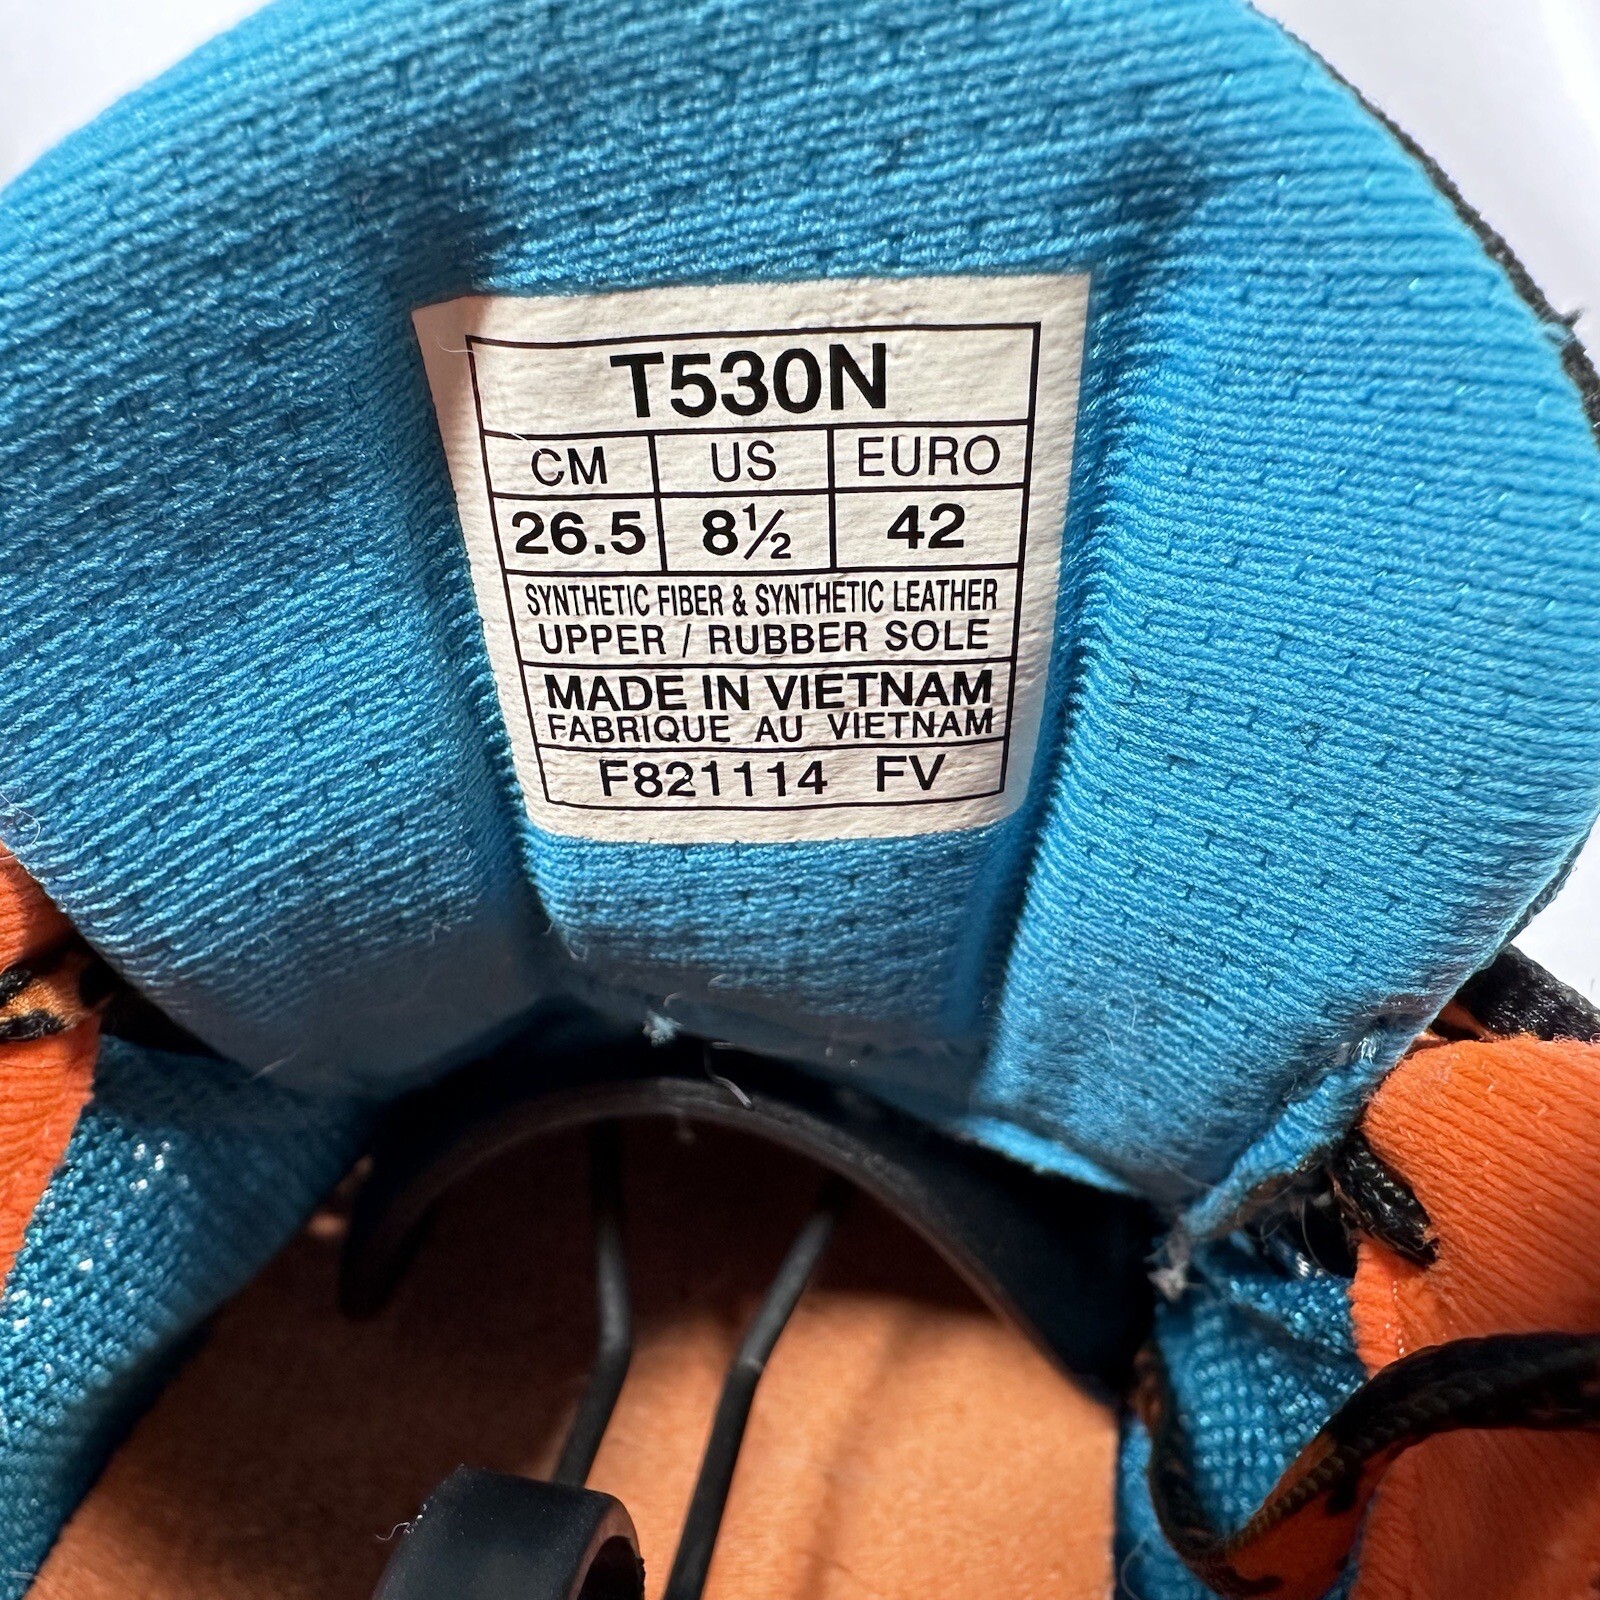 T530N
CM US EURO
26.5 8½ 42
SYNTHETIC FIBER & SYNTHETIC LEATHER
UPPER / RUBBER SOLE
MADE IN VIETNAM
FABRIQUE AU VIETNAM
F821114 FV